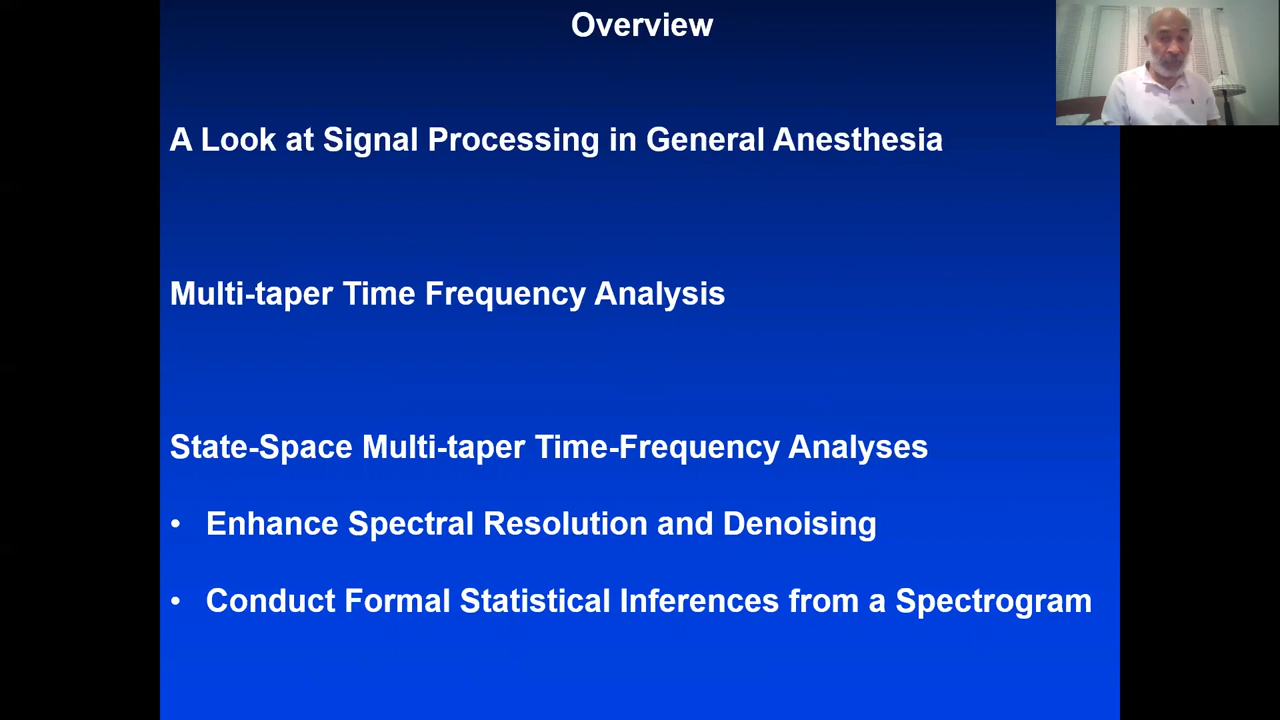 Overview
A Look at Signal Processing in General Anesthesia
Multi-taper Time Frequency Analysis
State-Space Multi-taper Time-Frequency Analyses
• Enhance Spectral Resolution and Denoising
• Conduct Formal Statistical Inferences from a Spectrogram